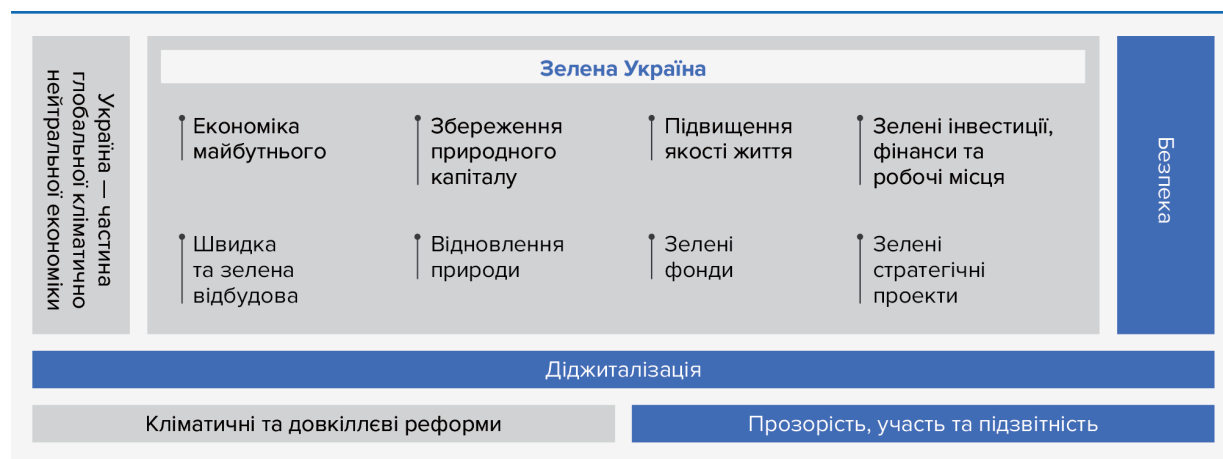 Україна — частина
глобальної кліматично
нейтральної економіки
Зелена Україна
Економіка
майбутнього
Збереження
природного
капіталу
Підвищення
якості життя
Зелені інвестиції,
фінанси та
робочі місця
Швидка
та зелена
відбудова
Відновлення
природи
Зелені
фонди
Зелені
стратегічні
проекти
Безпека
Діджиталізація
Кліматичні та довкіллєві реформи
Прозорість, участь та підзвітність